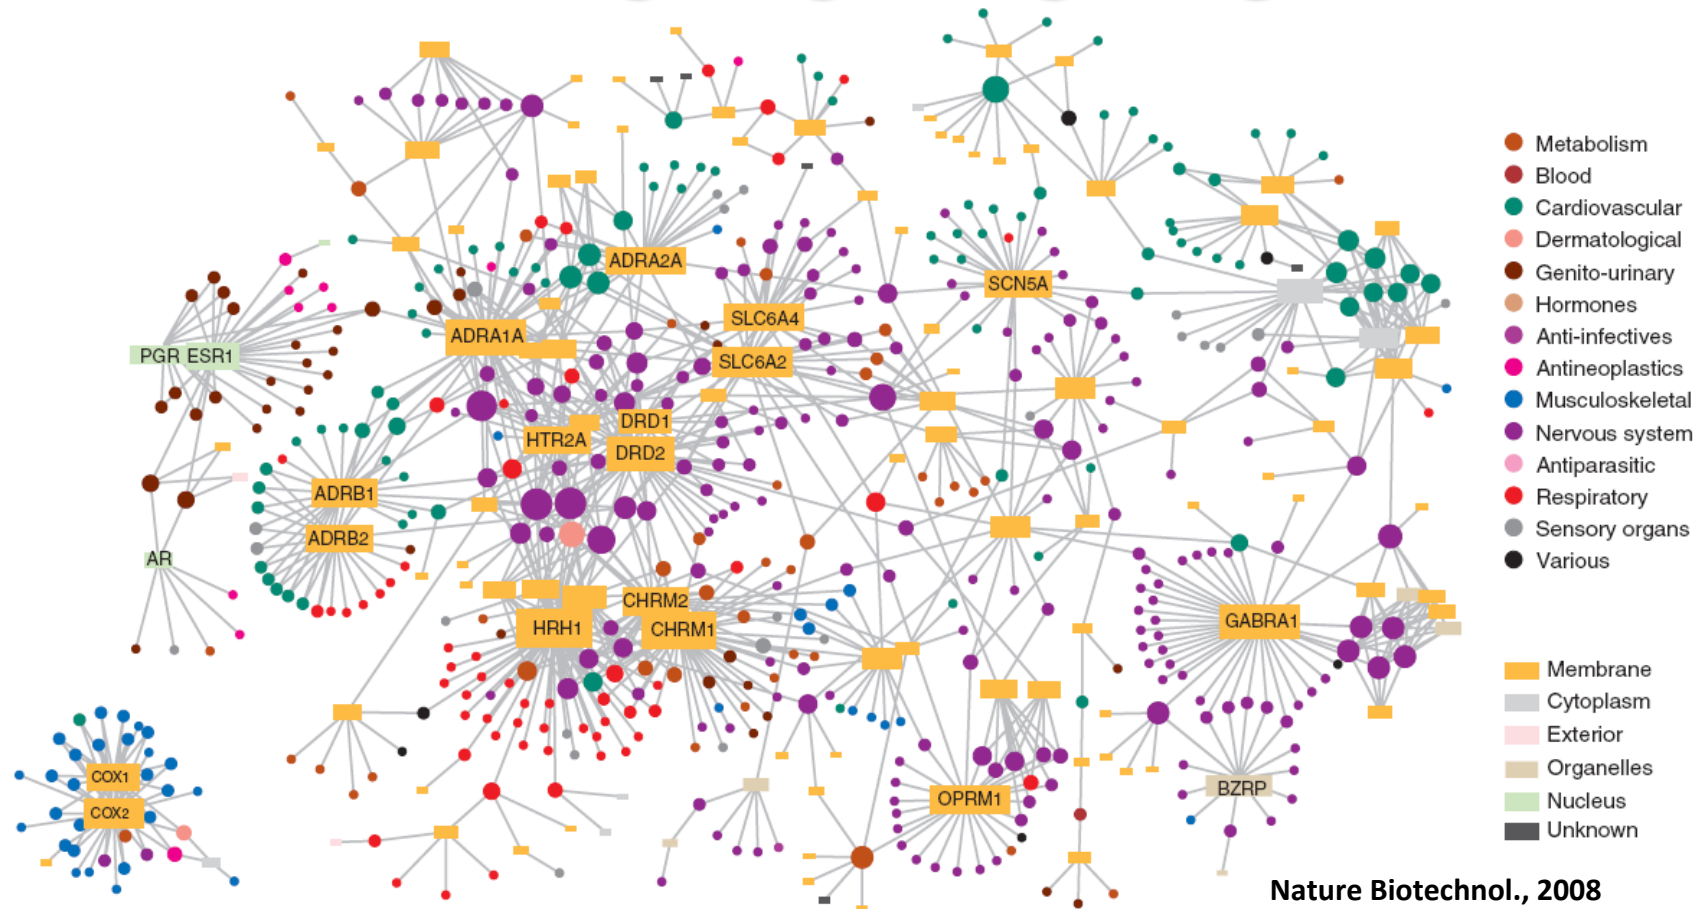 ADRA2A
SCN5A
SLC6A4
ADRA1A
SLC6A2
PGR ESR1
DRD1
HTR2A
DRD2
ADRB1
ADRB2
AR
CHRM2
HRH1
CHRM1
GABRA1
COX1
COX2
OPRM1
BZRP
Metabolism
Blood
Cardiovascular
Dermatological
Genito-urinary
Hormones
Anti-infectives
Antineoplastics
Musculoskeletal
Nervous system
Antiparasitic
Respiratory
Sensory organs
Various
Membrane
Cytoplasm
Exterior
Organelles
Nucleus
Unknown
Nature Biotechnol., 2008